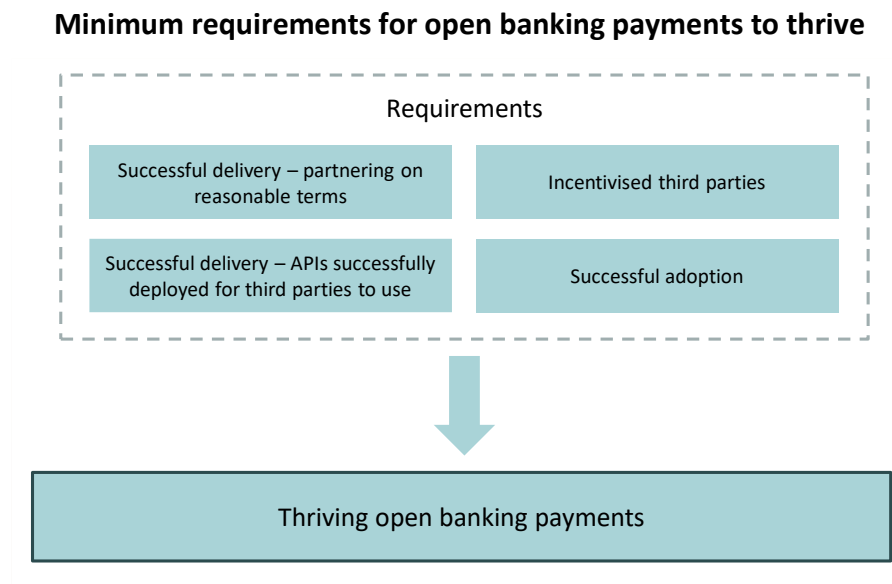 Minimum requirements for open banking payments to thrive
Requirements
Successful delivery – partnering on
reasonable terms
Incentivised third parties
Successful delivery – APIs successfully
deployed for third parties to use
Successful adoption
Thriving open banking payments